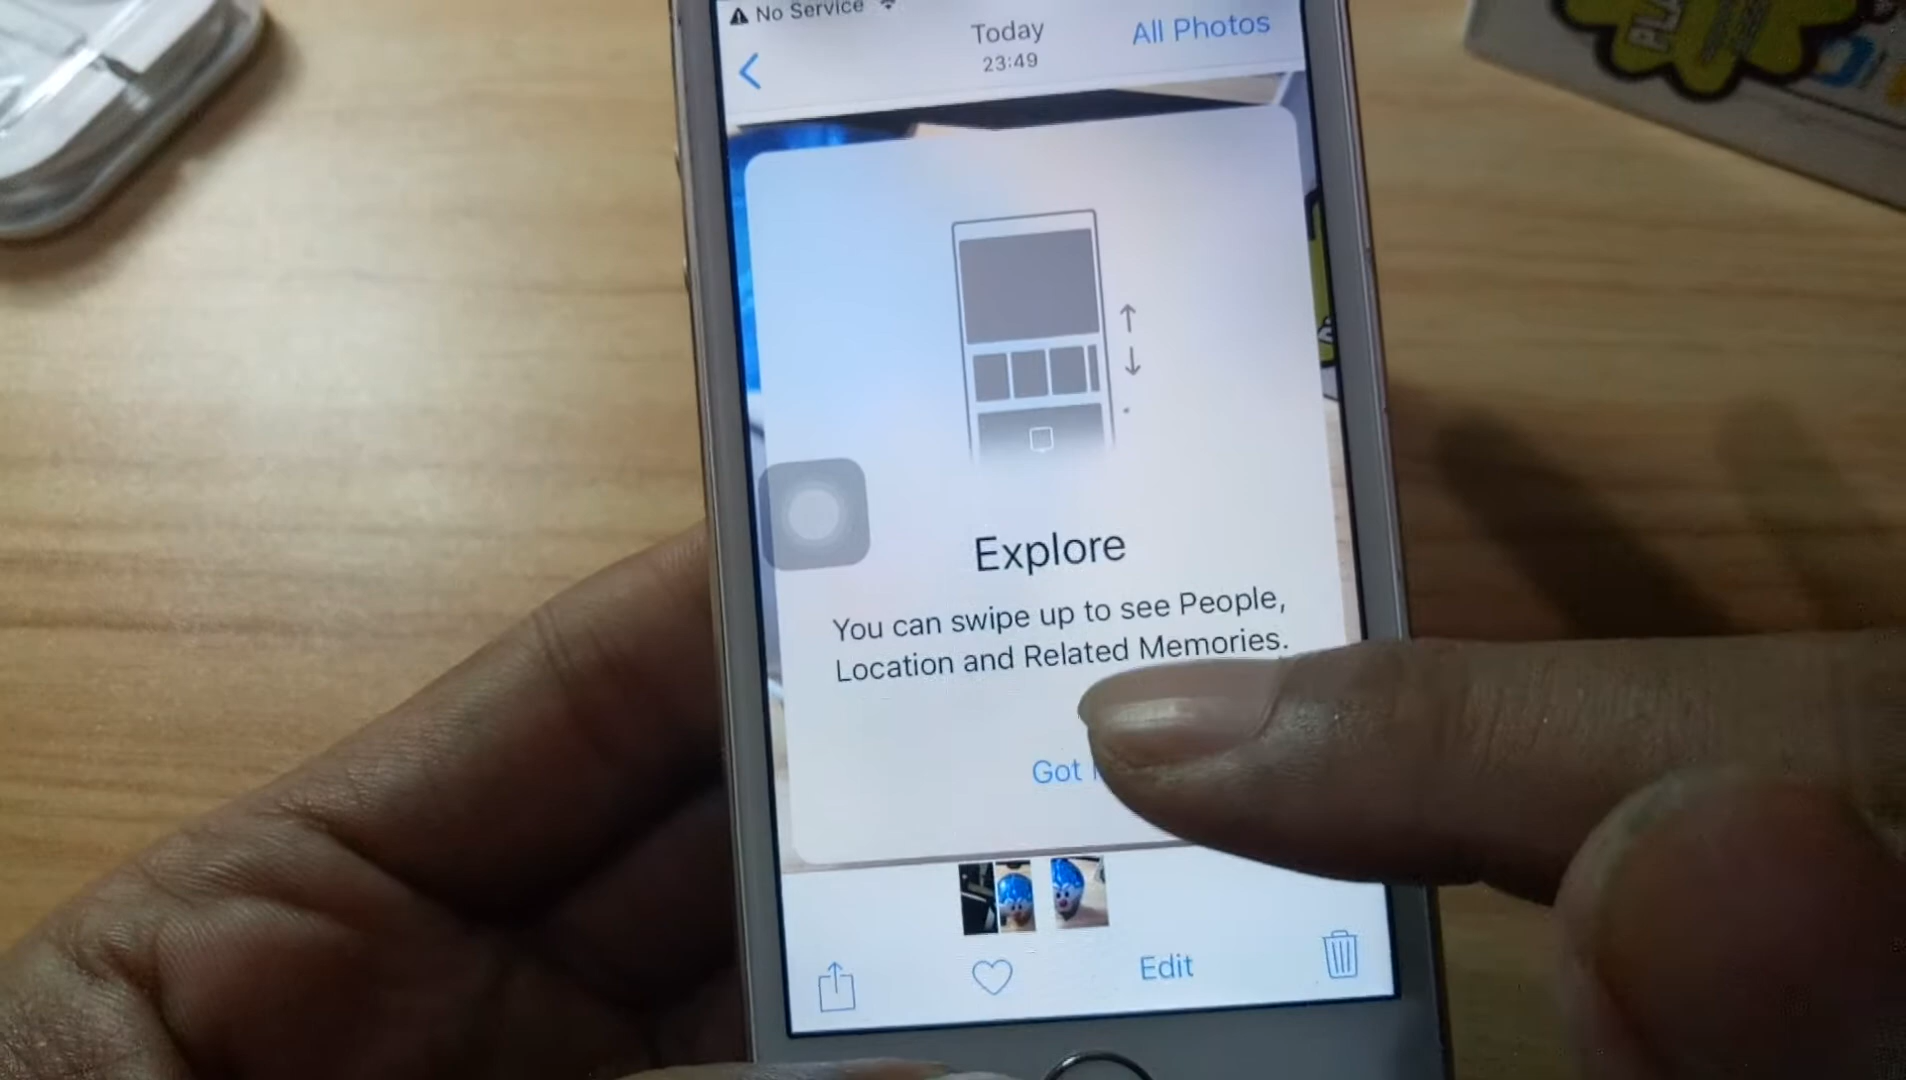 No Service
Today
All Photos
23:49
Explore
You can swipe up to see People,
Location and Related Memories.
Got
Edit